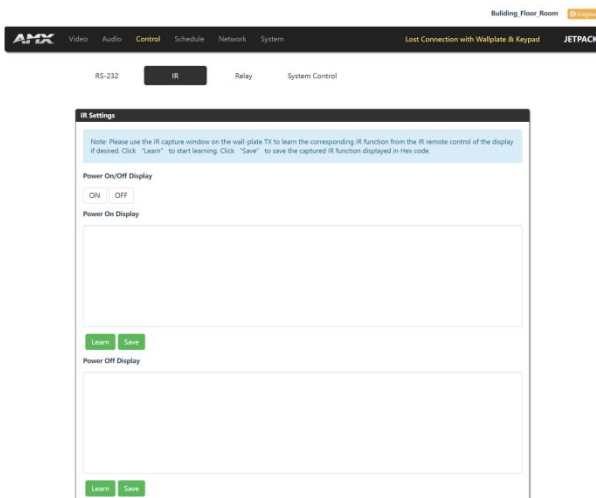 Buliding_Floor_Room Logout
AMX Video Audio Control Schedule Network System Lost Connection with Wallplate & Keypad JETPACK
RS-232 IR Relay System Control
IR Settings
Note: Please use the IR capture window on the wall-plate TX to learn the corresponding IR function from the IR remote control of the display
if desired. Click "Learn" to start learning. Click "Save" to save the captured IR function displayed in Hex code.
Power On/Off Display
ON OFF
Power On Display
Learn Save
Power Off Display
Learn Save